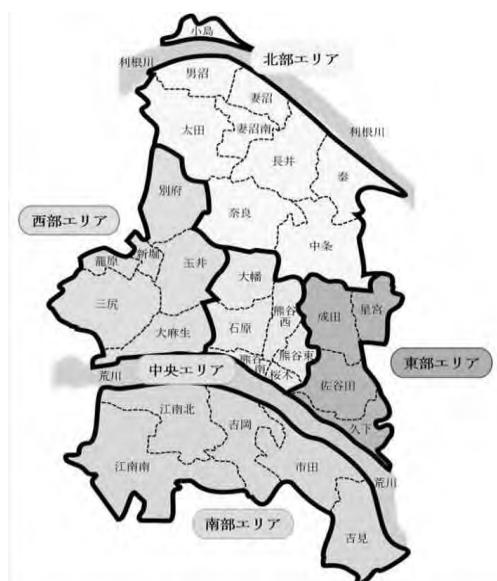 小島
利根川
北部エリア
男沼
妻沼
利根川
太田
妻沼南
長井
秦
別府
奈良
西部エリア
中条
新堀
玉井
籠原
大幡
三尻
熊谷西
成田
星宮
石原
大麻生
熊谷東
東部エリア
熊谷南
桜木
荒川
中央エリア
佐谷田
江南北
吉岡
久下
江南南
市田
荒川
南部エリア
吉見